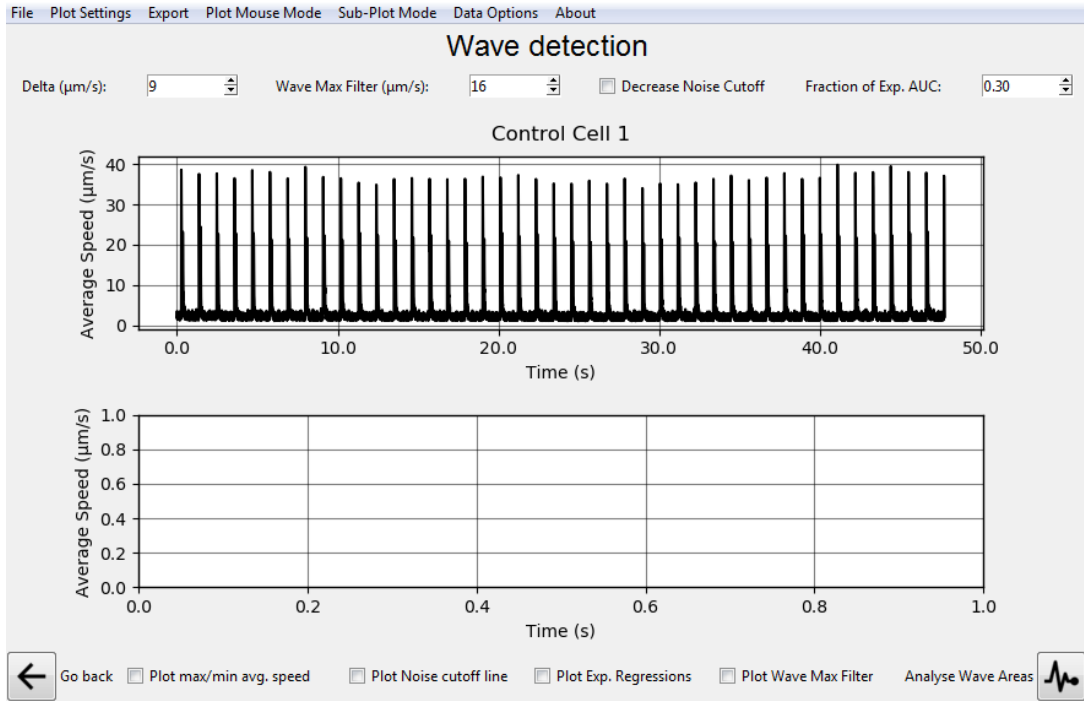 File Plot Settings Export Plot Mouse Mode Sub-Plot Mode Data Options About
Wave detection
Delta (μm/s): 9 Wave Max Filter (μm/s): 16 Decrease Noise Cutoff Fraction of Exp. AUC: 0.30
Control Cell 1
Average Speed (μm/s)
40
30
20
10
0
0.0 10.0 20.0 30.0 40.0 50.0
Time (s)
Average Speed (μm/s)
1.0
0.8
0.6
0.4
0.2
0.0
0.0 0.2 0.4 0.6 0.8 1.0
Time (s)
Go back Plot max/min avg. speed Plot Noise cutoff line Plot Exp. Regressions Plot Wave Max Filter Analyse Wave Areas